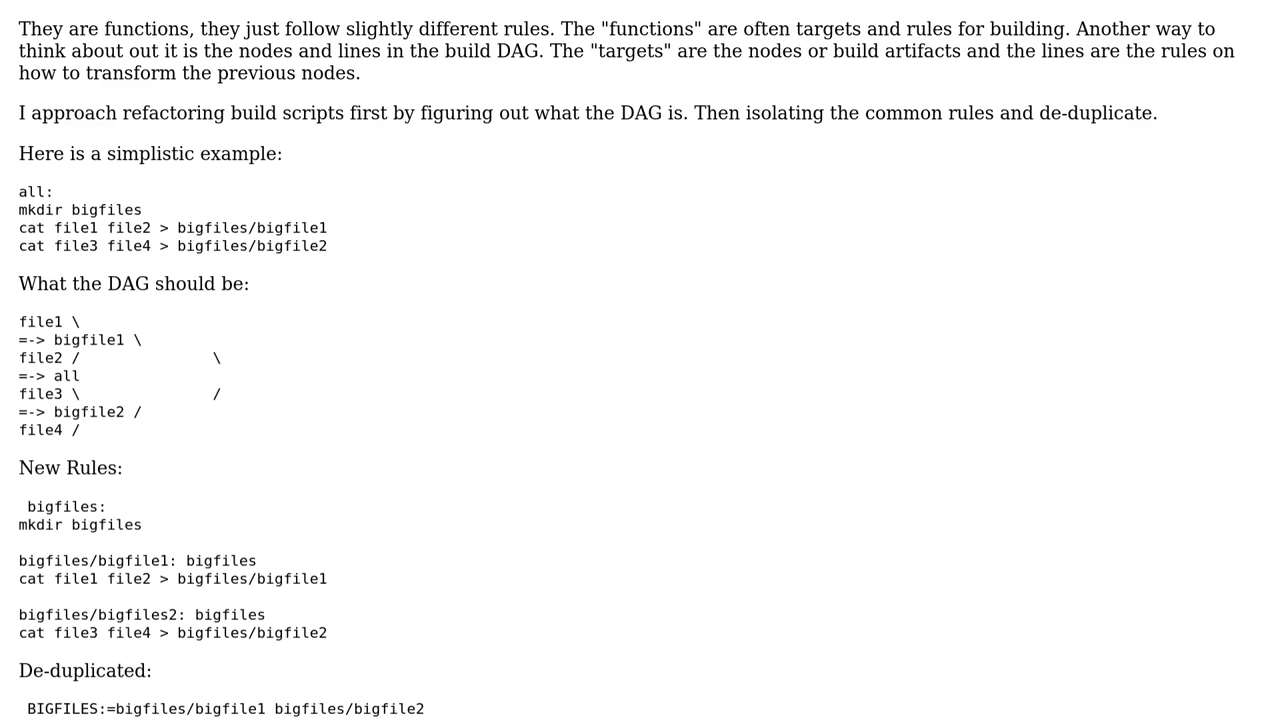 They are functions, they just follow slightly different rules. The "functions" are often targets and rules for building. Another way to
think about out it is the nodes and lines in the build DAG. The "targets" are the nodes or build artifacts and the lines are the rules on
how to transform the previous nodes.
I approach refactoring build scripts first by figuring out what the DAG is. Then isolating the common rules and de-duplicate.
Here is a simplistic example:
all:
mkdir bigfiles
cat file1 file2 > bigfiles/bigfile1
cat file3 file4 > bigfiles/bigfile2
What the DAG should be:
file1 \
=-> bigfile1 \
file2 /               \
=-> all
file3 \               /
=-> bigfile2 /
file4 /
New Rules:
bigfiles:
mkdir bigfiles
bigfiles/bigfile1: bigfiles
cat file1 file2 > bigfiles/bigfile1
bigfiles/bigfiles2: bigfiles
cat file3 file4 > bigfiles/bigfile2
De-duplicated:
BIGFILES:=bigfiles/bigfile1 bigfiles/bigfile2